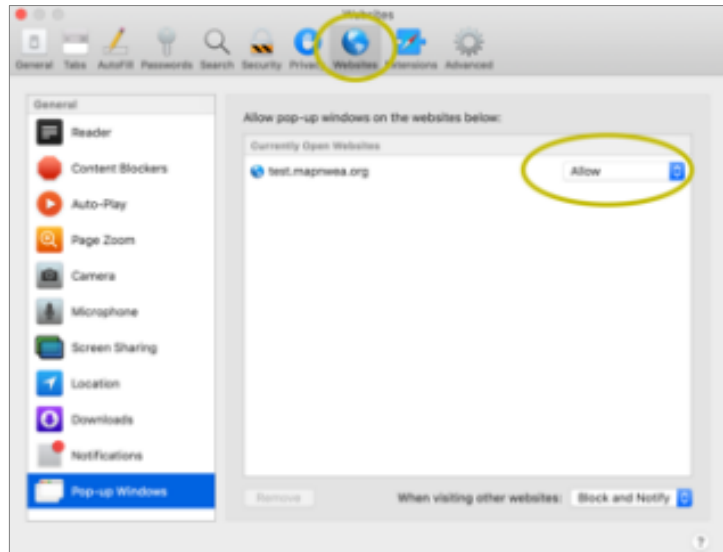 Websites
General Tabs AutoFill Passwords Search Security Privacy Websites Extensions Advanced
General
Reader
Content Blockers
Auto-Play
Page Zoom
Camera
Microphone
Screen Sharing
Location
Downloads
Notifications
Pop-up Windows
Allow pop-up windows on the websites below:
Currently Open Websites
test.mapnwea.org Allow
Remove When visiting other websites: Block and Notify
?